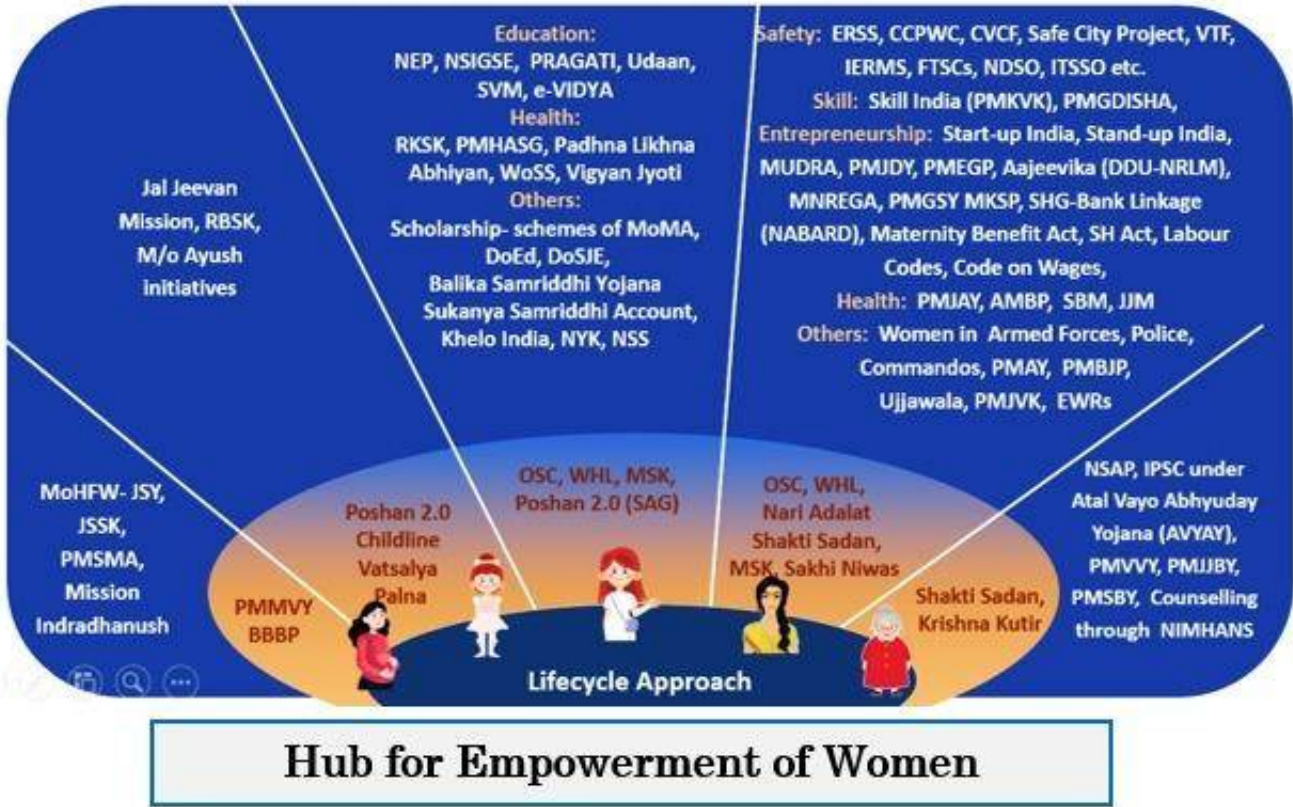 Education:
NEP, NSIGSE, PRAGATI, Udaan,
SVM, e-VIDYA
Health:
RKSK, PMHASG, Padhna Likhna
Abhiyan, WoSS, Vigyan Jyoti
Others:
Scholarship- schemes of MoMA,
DoEd, DoSJE,
Balika Samriddhi Yojana
Sukanya Samriddhi Account,
Khelo India, NYK, NSS
Safety: ERSS, CCPWC, CVCF, Safe City Project, VTF,
IERMS, FTSCs, NDSO, ITSSO etc.
Skill: Skill India (PMKVK), PMGDISHA,
Entrepreneurship: Start-up India, Stand-up India,
MUDRA, PMJDY, PMEGP, Aajeevika (DDU-NRLM),
MNREGA, PMGSY MKSP, SHG-Bank Linkage
(NABARD), Maternity Benefit Act, SH Act, Labour
Codes, Code on Wages,
Health: PMJAY, AMBP, SBM, JJM
Others: Women in Armed Forces, Police,
Commandos, PMAY, PMBJP,
Ujjawala, PMJVK, EWRs
Jal Jeevan
Mission, RBSK,
M/o Ayush
initiatives
MoHFW- JSY,
JSSK,
PMSMA,
Mission
Indradhanush
PMMVY
BBBP
Poshan 2.0
Childline
Vatsalya
Palna
OSC, WHL, MSK,
Poshan 2.0 (SAG)
OSC, WHL,
Nari Adalat
Shakti Sadan,
MSK, Sakhi Niwas
Shakti Sadan,
Krishna Kutir
NSAP, IPSC under
Atal Vayo Abhyuday
Yojana (AVYAY),
PMVVY, PMJJBY,
PMSBY, Counselling
through NIMHANS
Lifecycle Approach
Hub for Empowerment of Women